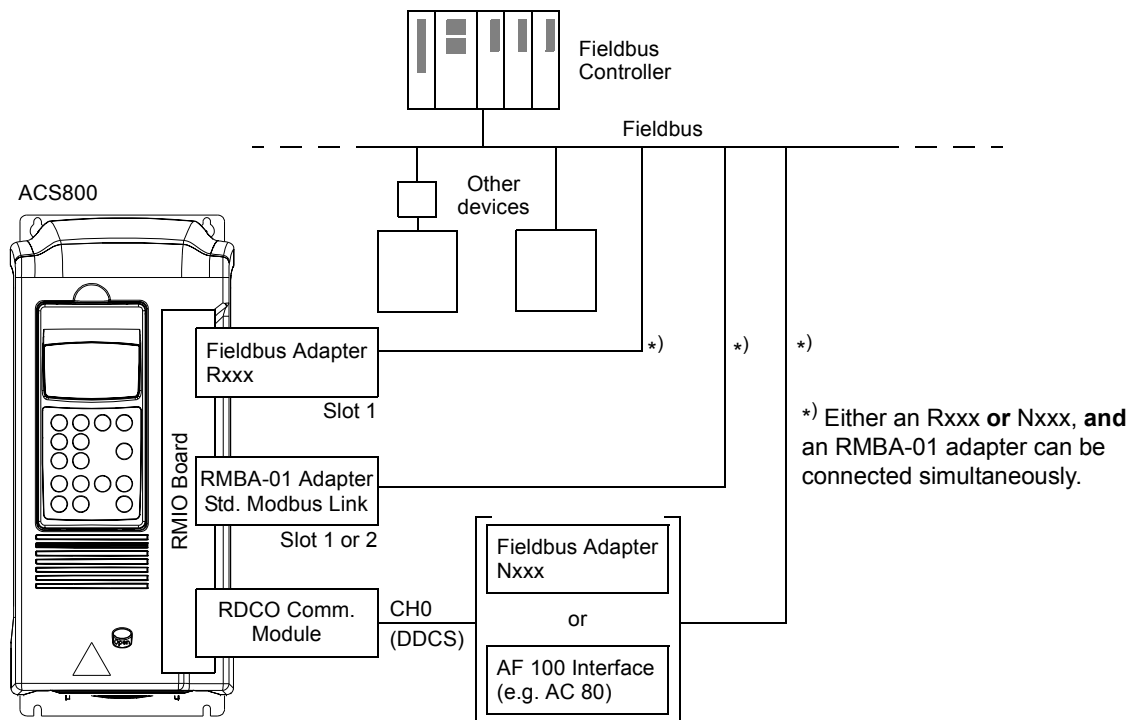 Fieldbus
Controller
Fieldbus
Other
devices
ACS800
Fieldbus Adapter
Rxxx
Slot 1
*)
*)
*)
*) Either an Rxxx or Nxxx, and
an RMBA-01 adapter can be
connected simultaneously.
RMIO Board
RMBA-01 Adapter
Std. Modbus Link
Slot 1 or 2
Fieldbus Adapter
Nxxx
or
AF 100 Interface
(e.g. AC 80)
RDCO Comm.
Module
CH0
(DDCS)
Open